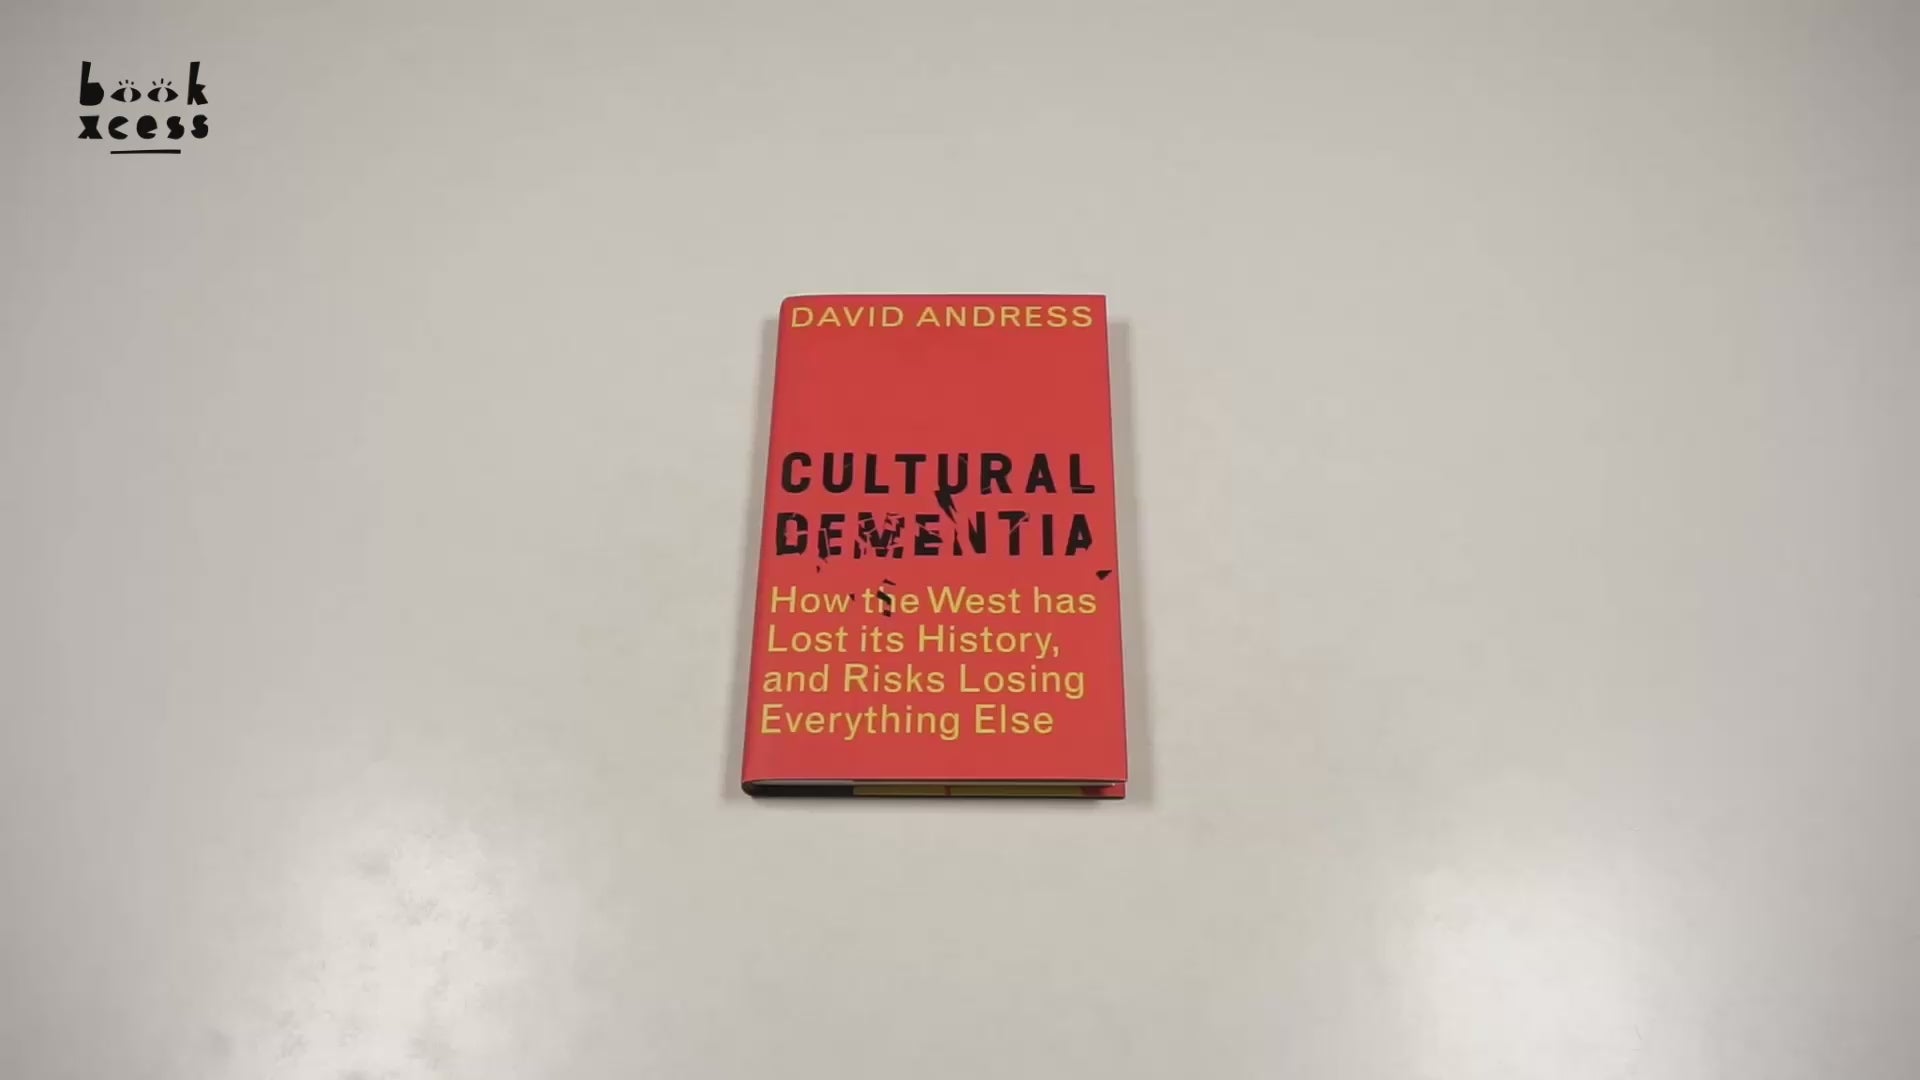 book
xcess
DAVID ANDRESS
CULTURAL
DEMENTIA
How the West has
Lost its History,
and Risks Losing
Everything Else